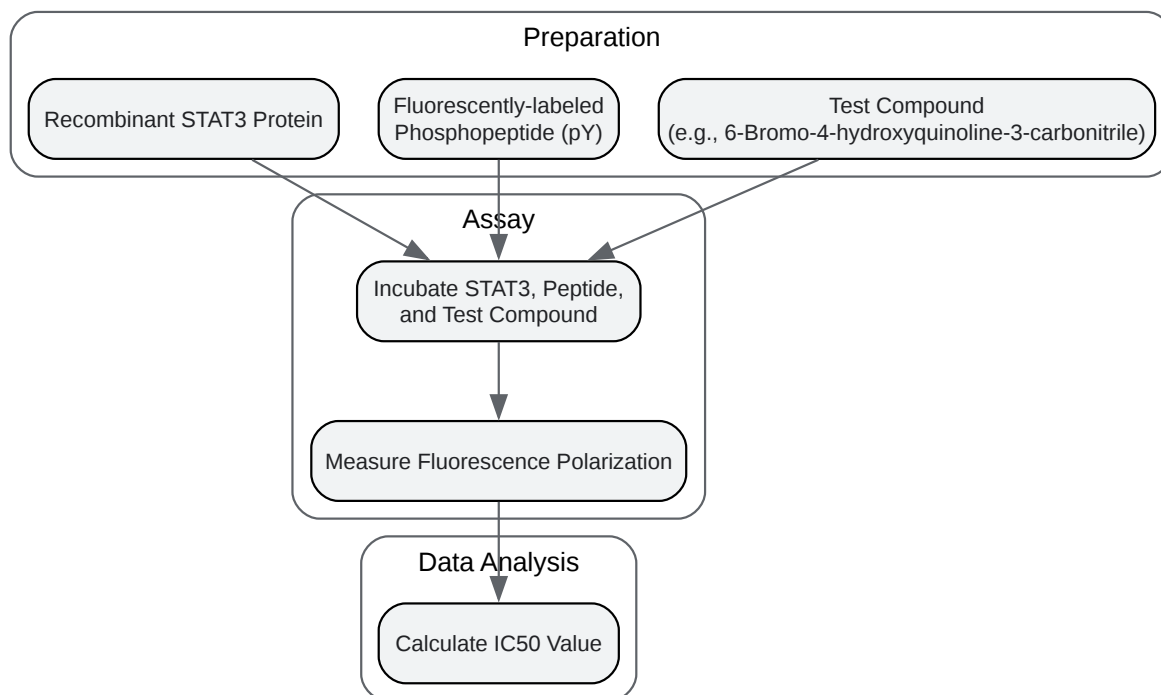 Preparation
Recombinant STAT3 Protein
Fluorescently-labeled
Phosphopeptide (pY)
Test Compound
(e.g., 6-Bromo-4-hydroxyquinoline-3-carbonitrile)
Assay
Incubate STAT3, Peptide,
and Test Compound
Measure Fluorescence Polarization
Data Analysis
Calculate IC50 Value